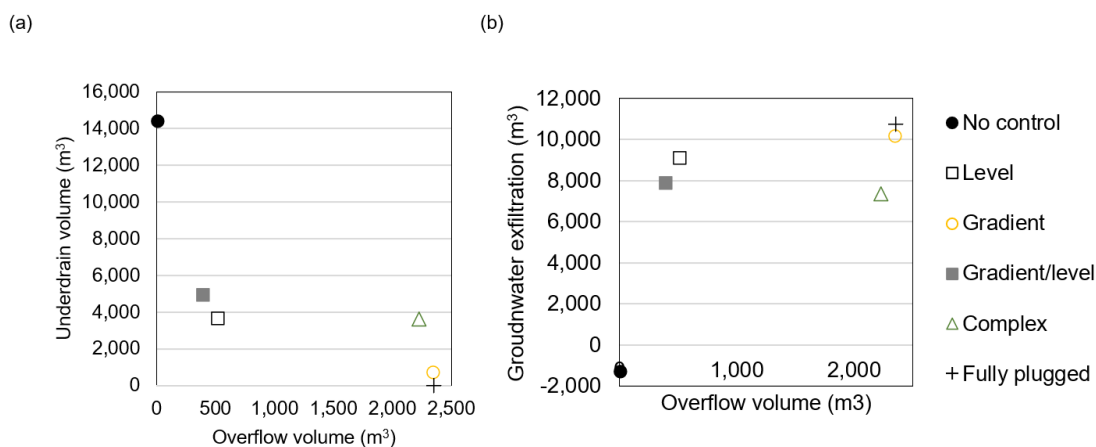 (a)
(b)
16,000
14,000
12,000
10,000
8,000
6,000
4,000
2,000
0
Underdrain volume (m³)
0 500 1,000 1,500 2,000 2,500
Overflow volume (m³)
12,000
10,000
8,000
6,000
4,000
2,000
0
-2,000
Groudnwater exfiltration (m³)
0 1,000 2,000
Overflow volume (m3)
No control
Level
Gradient
Gradient/level
Complex
Fully plugged